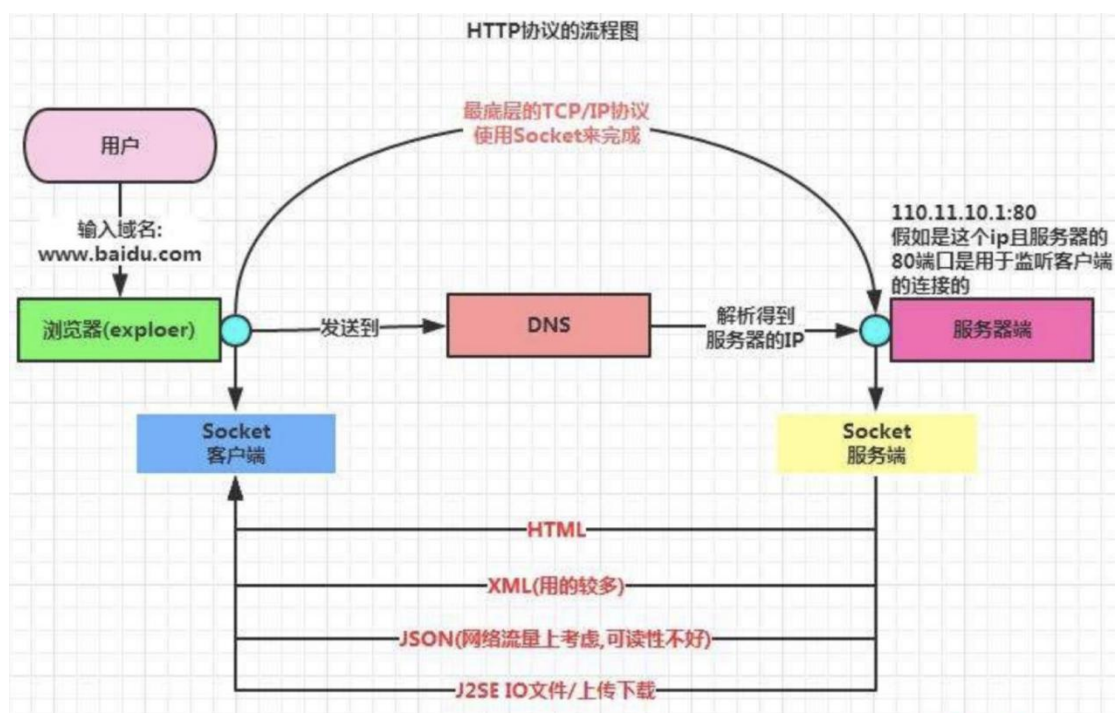 HTTP协议的流程图
最底层的TCP/IP协议
使用Socket来完成
用户
输入域名:
www.baidu.com
110.11.10.1:80
假如是这个ip且服务器的
80端口是用于监听客户端
的连接的
浏览器(exploer)
发送到
DNS
解析得到
服务器的IP
服务器端
Socket
客户端
Socket
服务端
HTML
XML(用的较多)
JSON(网络流量上考虑,可读性不好)
J2SE IO文件/上传下载